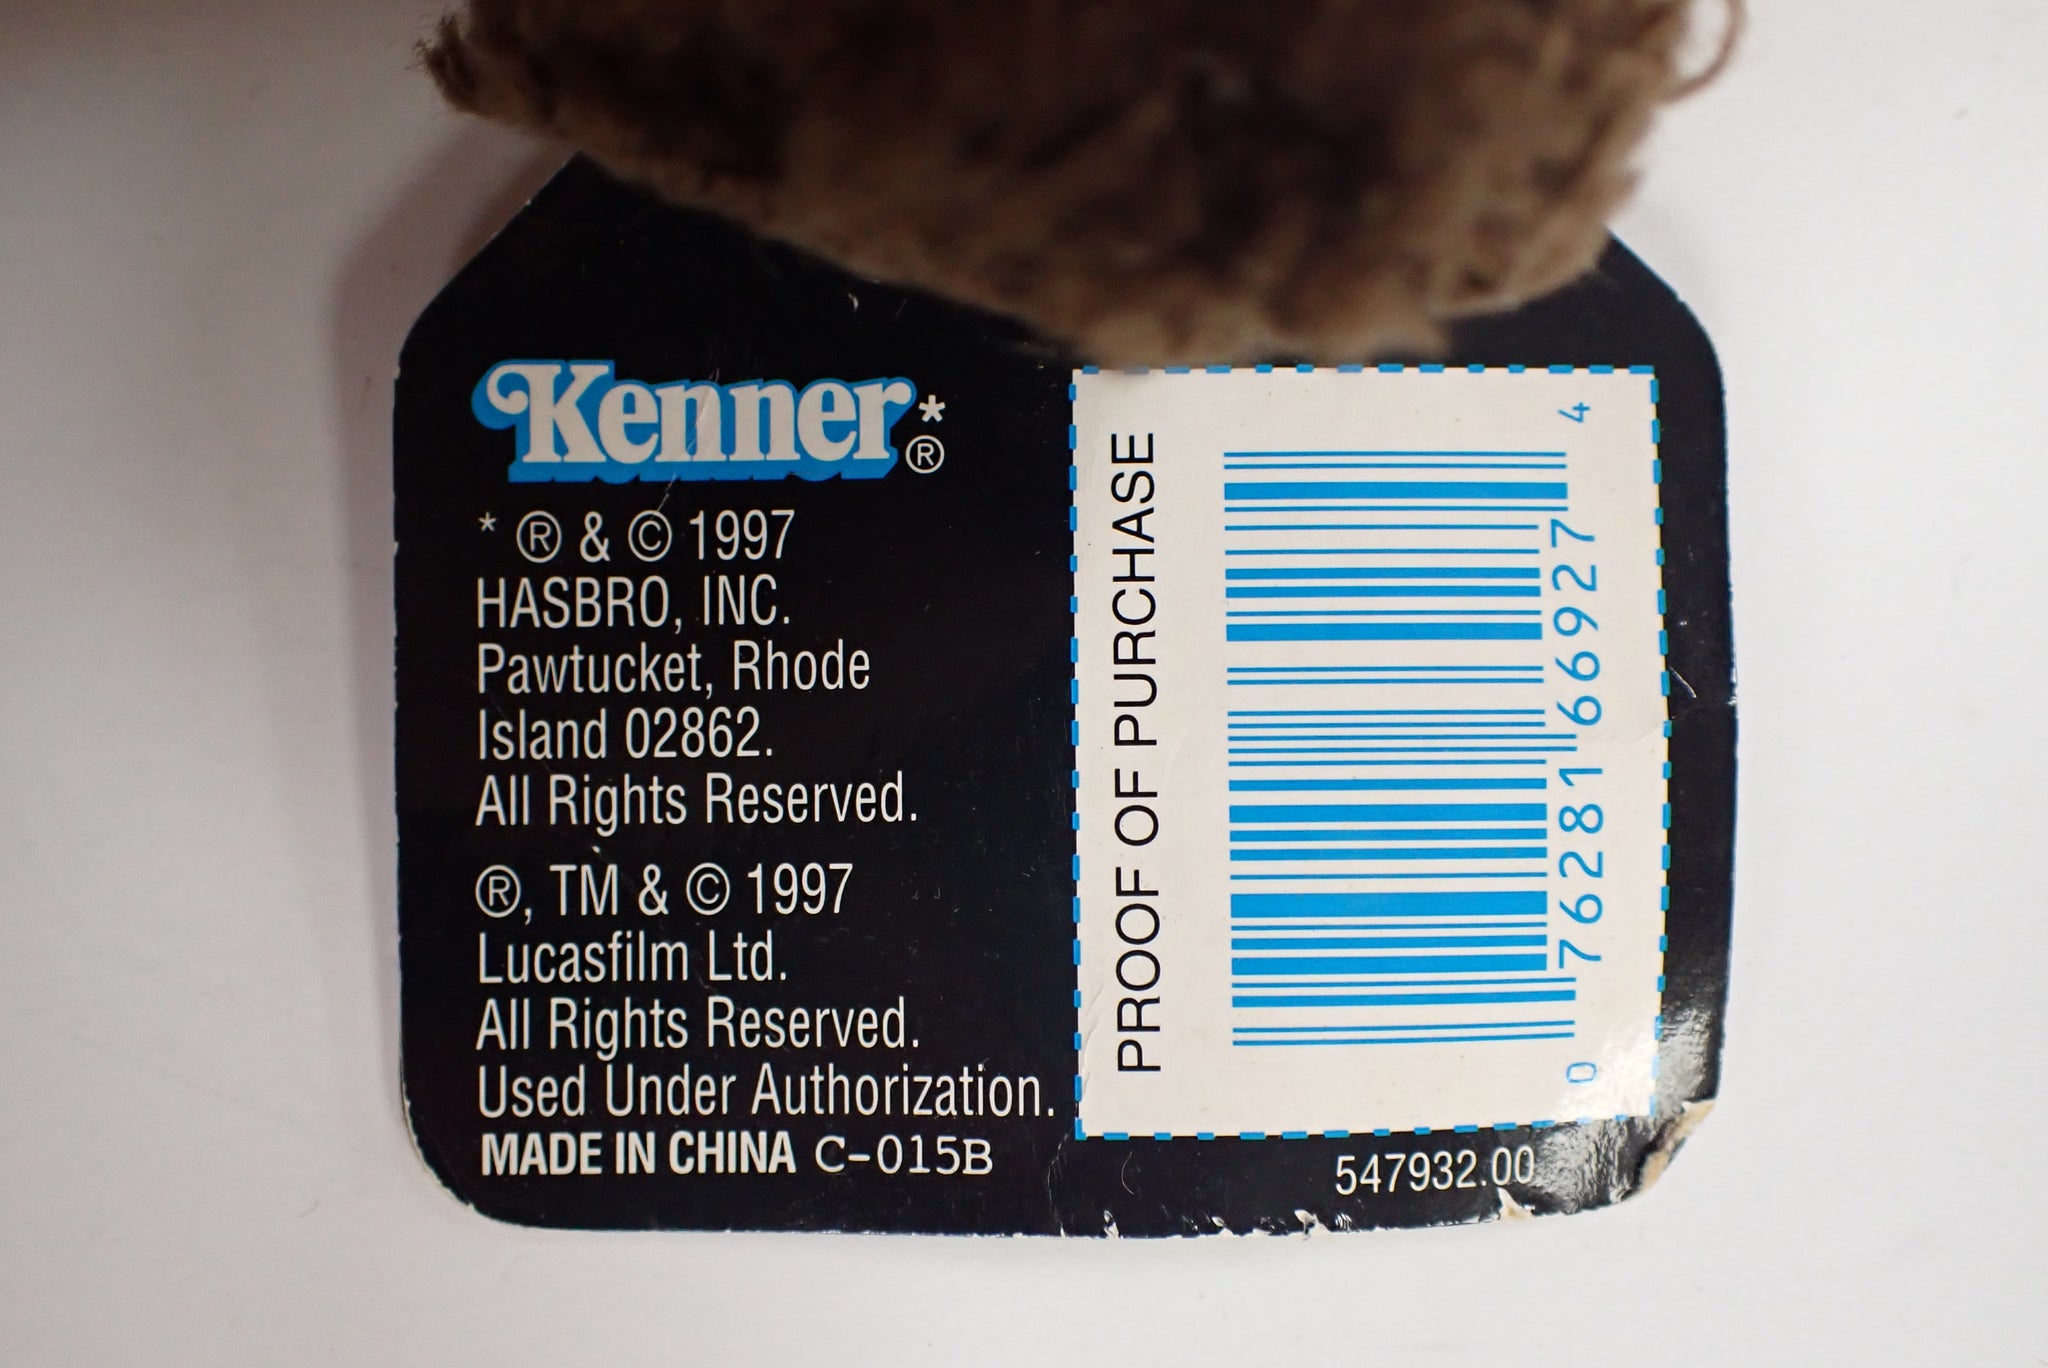 Kenner*®
* ® & © 1997
HASBRO, INC.
Pawtucket, Rhode
Island 02862.
All Rights Reserved.
®, TM & © 1997
Lucasfilm Ltd.
All Rights Reserved.
Used Under Authorization.
MADE IN CHINA C-015B
PROOF OF PURCHASE
0 76281 66927 4
547932.00